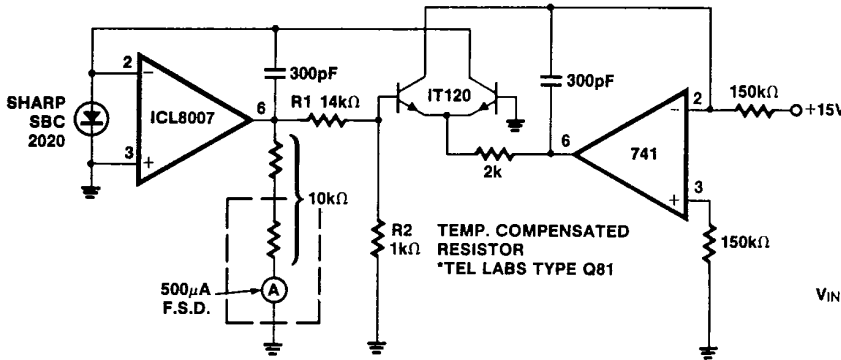 SHARP
SBC
2020
2
−
3
+
ICL8007
6
300pF
R1 14kΩ
10kΩ
500μA
F.S.D.
A
R2
1kΩ
IT120
2k
300pF
6
741
2
−
3
+
150kΩ
+15V
150kΩ
TEMP. COMPENSATED
RESISTOR
*TEL LABS TYPE Q81
VIN